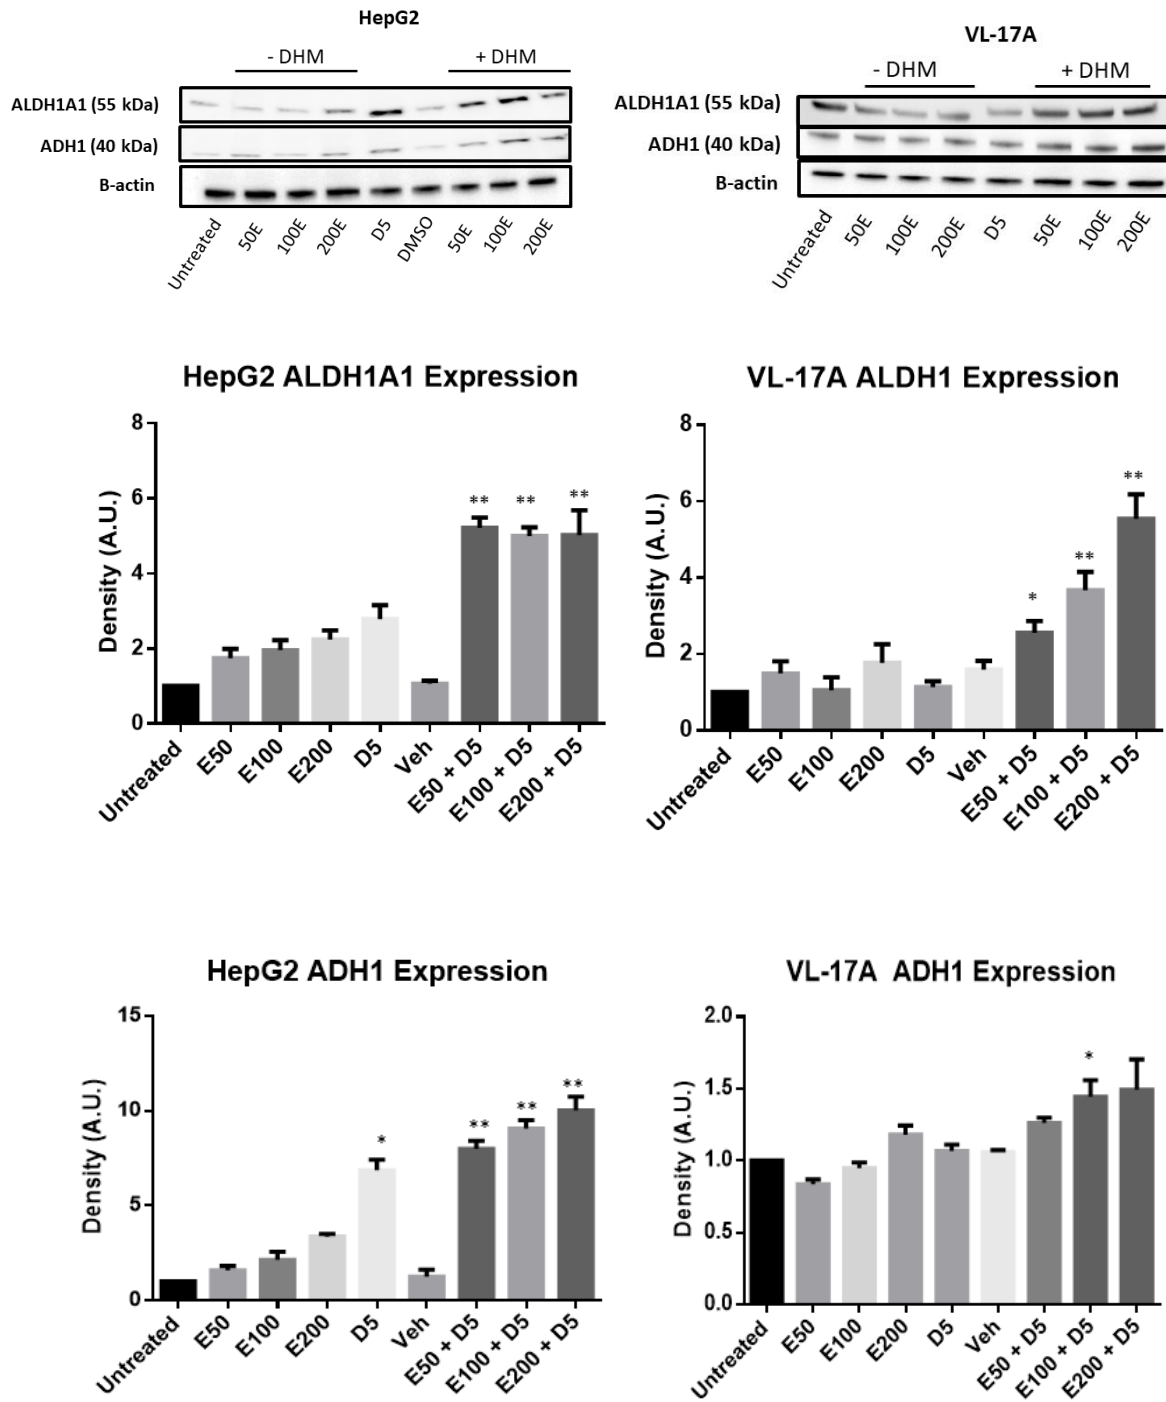 HepG2
- DHM
+ DHM
ALDH1A1 (55 kDa)
ADH1 (40 kDa)
B-actin
Untreated
50E
100E
200E
D5
DMSO
50E
100E
200E
VL-17A
- DHM
+ DHM
ALDH1A1 (55 kDa)
ADH1 (40 kDa)
B-actin
Untreated
50E
100E
200E
D5
50E
100E
200E
HepG2 ALDH1A1 Expression
Density (A.U.)
8
6
4
2
0
**
**
**
Untreated
E50
E100
E200
D5
Veh
E50 + D5
E100 + D5
E200 + D5
VL-17A ALDH1 Expression
Density (A.U.)
8
6
4
2
0
*
**
**
Untreated
E50
E100
E200
D5
Veh
E50 + D5
E100 + D5
E200 + D5
HepG2 ADH1 Expression
Density (A.U.)
15
10
5
0
*
**
**
**
Untreated
E50
E100
E200
D5
Veh
E50 + D5
E100 + D5
E200 + D5
VL-17A ADH1 Expression
Density (A.U.)
2.0
1.5
1.0
0.5
0.0
*
Untreated
E50
E100
E200
D5
Veh
E50 + D5
E100 + D5
E200 + D5